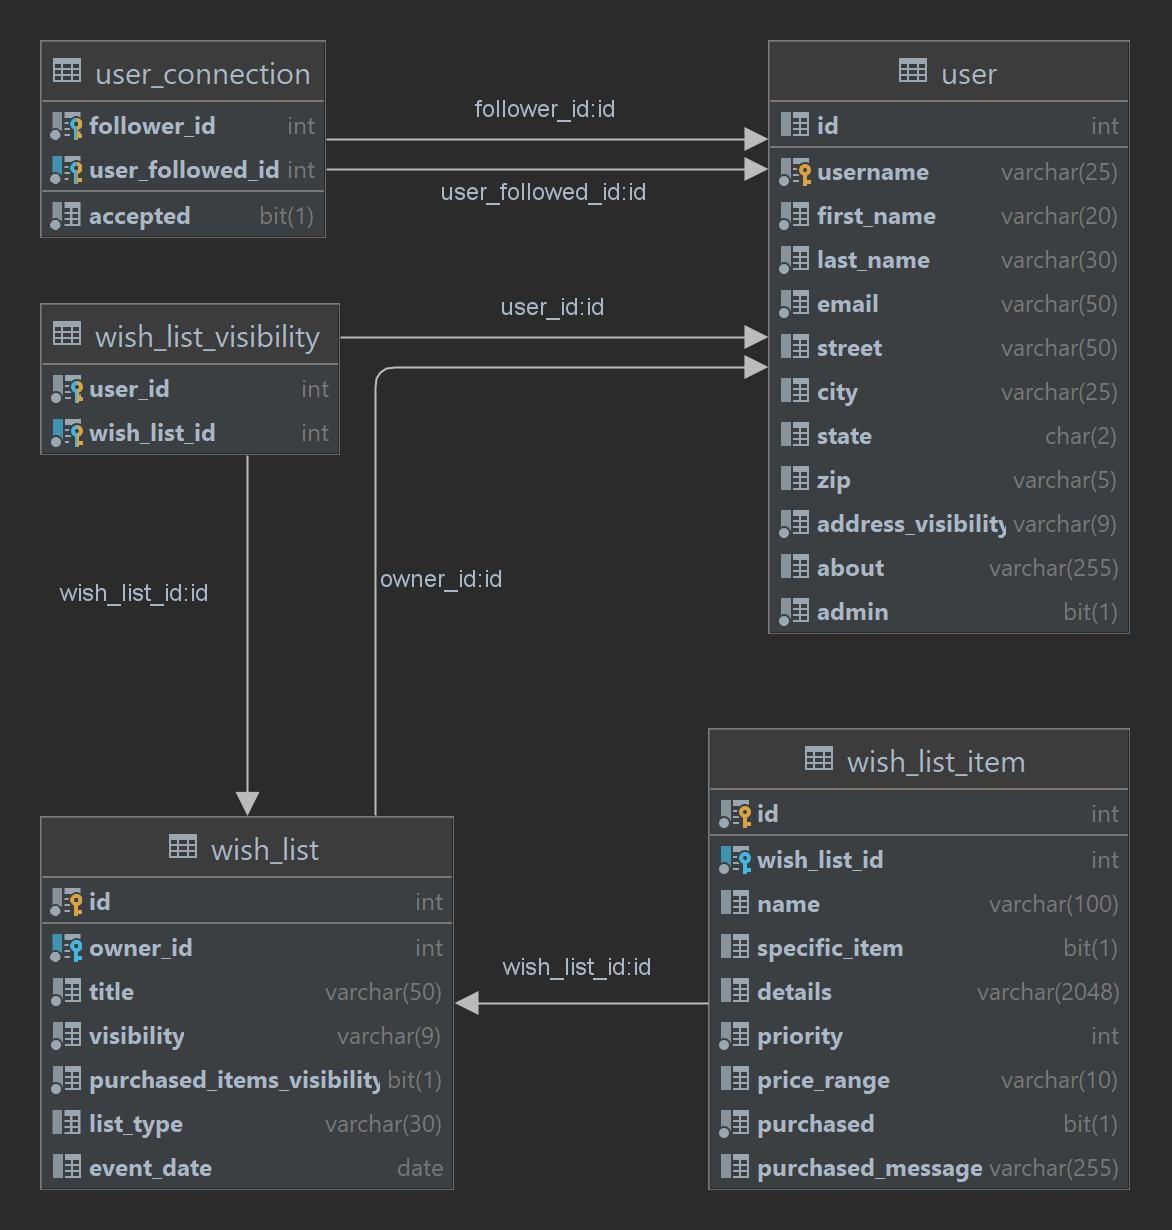 user_connection
follower_id int
user_followed_id int
accepted bit(1)
follower_id:id
user_followed_id:id
user
id int
username varchar(25)
first_name varchar(20)
last_name varchar(30)
email varchar(50)
street varchar(50)
city varchar(25)
state char(2)
zip varchar(5)
address_visibility varchar(9)
about varchar(255)
admin bit(1)
wish_list_visibility
user_id int
wish_list_id int
user_id:id
wish_list_id:id
owner_id:id
wish_list
id int
owner_id int
title varchar(50)
visibility varchar(9)
purchased_items_visibility bit(1)
list_type varchar(30)
event_date date
wish_list_id:id
wish_list_item
id int
wish_list_id int
name varchar(100)
specific_item bit(1)
details varchar(2048)
priority int
price_range varchar(10)
purchased bit(1)
purchased_message varchar(255)